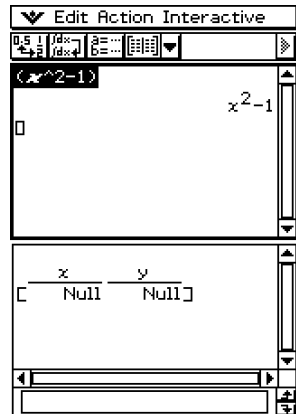 Edit Action Interactive
(x^2-1)
x²-1
x y
[ Null Null]